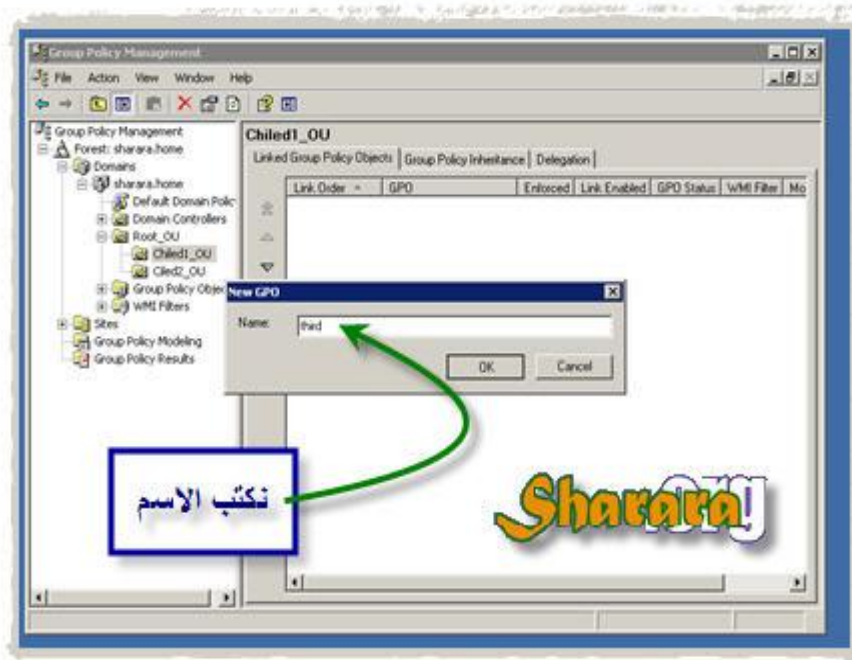 Group Policy Management
File Action View Window Help
Group Policy Management
Forest: sharara.home
Domains
sharara.home
Default Domain Polic
Domain Controllers
Root_OU
Chiled1_OU
Ciled2_OU
Group Policy Objec
WMI Filters
Sites
Group Policy Modeling
Group Policy Results
Chiled1_OU
Linked Group Policy Objects Group Policy Inheritance Delegation
Link Order GPO Enforced Link Enabled GPO Status WMI Filter Mo
New GPO
Name: third
OK Cancel
نكتب الاسم
Sharara.Org